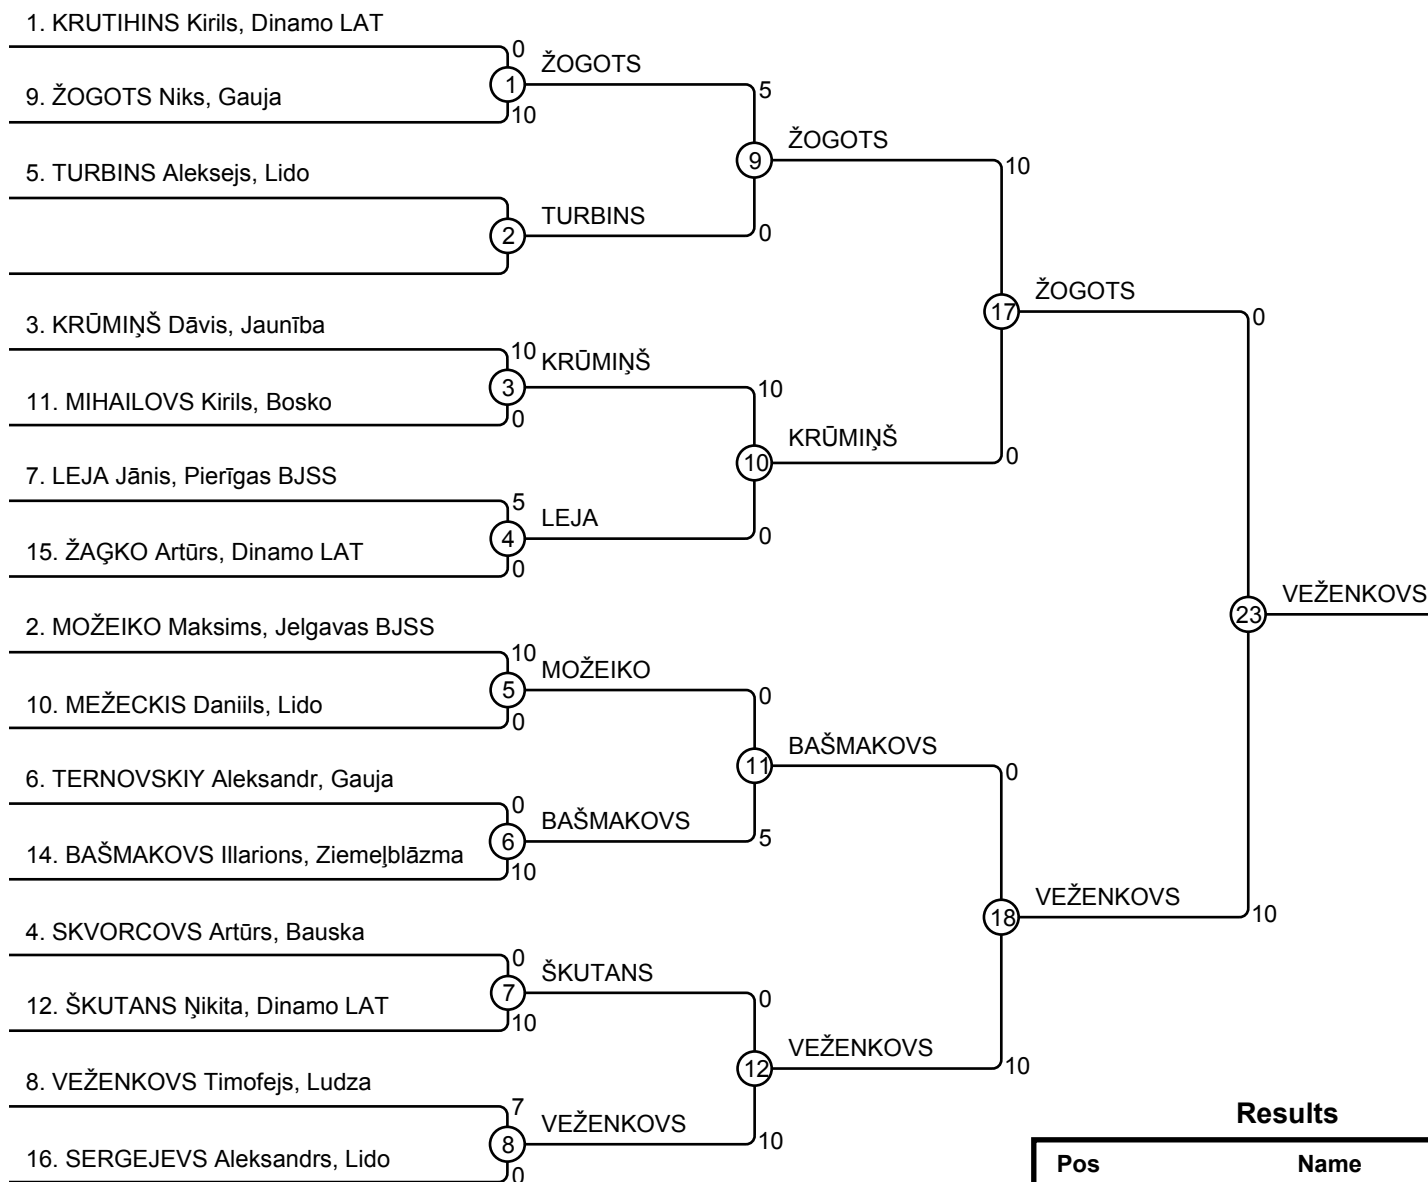 1. KRUTIHINS Kirils, Dinamo LAT
0
ŽOGOTS
1
5
9. ŽOGOTS Niks, Gauja
10
ŽOGOTS
9
10
5. TURBINS Aleksejs, Lido
TURBINS
2
0
ŽOGOTS
17
0
3. KRŪMIŅŠ Dāvis, Jaunība
10
KRŪMIŅŠ
3
10
11. MIHAILOVS Kirils, Bosko
0
KRŪMIŅŠ
10
0
7. LEJA Jānis, Pierīgas BJSS
5
LEJA
4
0
15. ŽAĢKO Artūrs, Dinamo LAT
0
VEŽENKOVS
23
2. MOŽEIKO Maksims, Jelgavas BJSS
10
MOŽEIKO
5
0
10. MEŽECKIS Daniils, Lido
0
BAŠMAKOVS
11
0
6. TERNOVSKIY Aleksandr, Gauja
0
BAŠMAKOVS
6
5
14. BAŠMAKOVS Illarions, Ziemeļblāzma
10
VEŽENKOVS
18
10
4. SKVORCOVS Artūrs, Bauska
0
ŠKUTANS
7
0
12. ŠKUTANS Ņikita, Dinamo LAT
10
VEŽENKOVS
12
10
8. VEŽENKOVS Timofejs, Ludza
7
VEŽENKOVS
8
10
16. SERGEJEVS Aleksandrs, Lido
0
Results
Pos Name